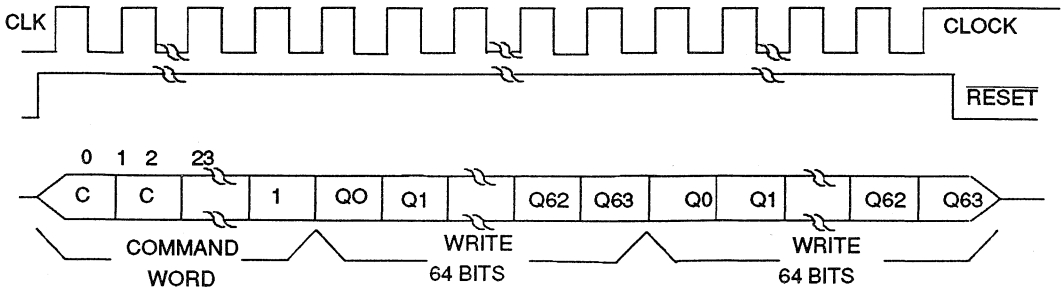 CLK CLOCK
RESET
0 1 2 23
C C 1 QO Q1 Q62 Q63 Q0 Q1 Q62 Q63
COMMAND WORD
WRITE 64 BITS
WRITE 64 BITS